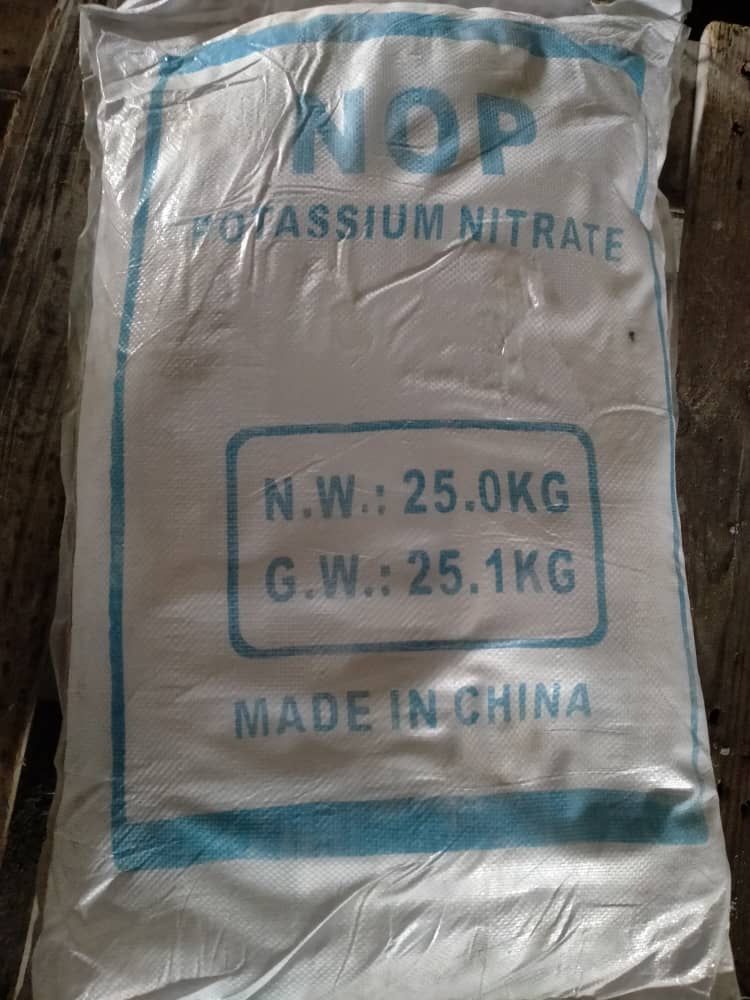 NOP
POTASSIUM NITRATE
N.W.: 25.0KG
G.W.: 25.1KG
MADE IN CHINA